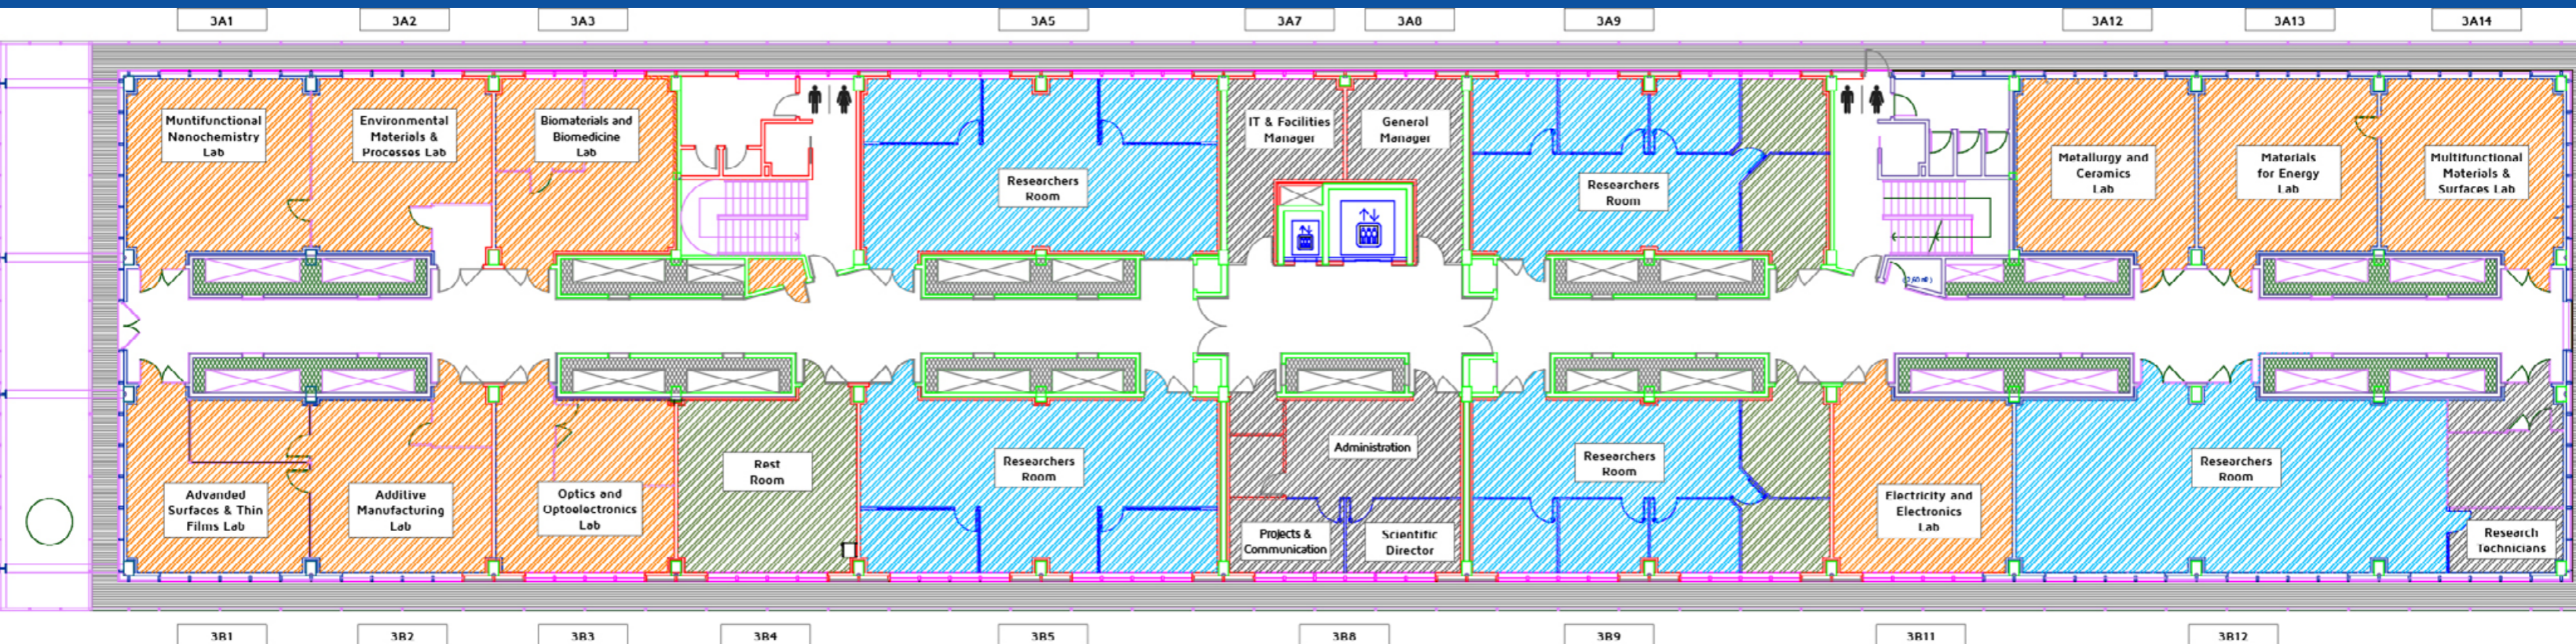 3A1 3A2 3A3 3A5 3A7 3A8 3A9 3A12 3A13 3A14
Muntifunctional
Nanochemistry
Lab
Environmental
Materials &
Processes Lab
Biomaterials and
Biomedicine
Lab
Researchers
Room
IT & Facilities
Manager
General
Manager
Researchers
Room
Metallurgy and
Ceramics
Lab
Materials
for Energy
Lab
Multifunctional
Materials &
Surfaces Lab
Advanded
Surfaces & Thin
Films Lab
Additive
Manufacturing
Lab
Optics and
Optoelectronics
Lab
Rest
Room
Researchers
Room
Administration
Projects &
Communication
Scientific
Director
Researchers
Room
Electricity and
Electronics
Lab
Researchers
Room
Research
Technicians
3B1 3B2 3B3 3B4 3B5 3B8 3B9 3B11 3B12